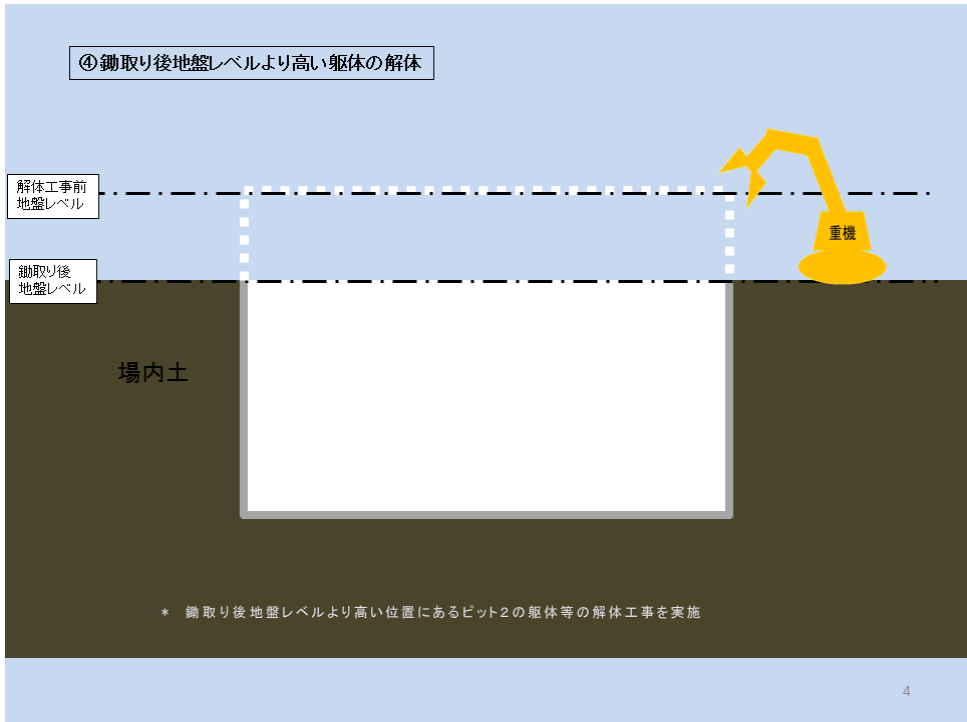 ④鋤取り後地盤レベルより高い躯体の解体
解体工事前
地盤レベル
重機
鋤取り後
地盤レベル
場内土
* 鋤取り後地盤レベルより高い位置にあるピット2の躯体等の解体工事を実施
4